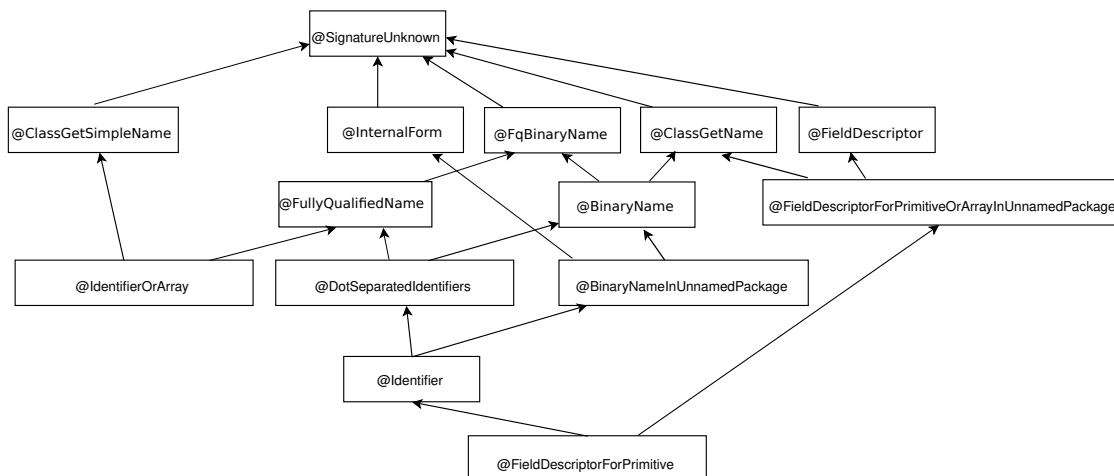 @SignatureUnknown
@ClassGetSimpleName
@InternalForm
@FqBinaryName
@ClassGetName
@FieldDescriptor
@FullyQualifiedName
@BinaryName
@FieldDescriptorForPrimitiveOrArrayInUnnamedPackage
@IdentifierOrArray
@DotSeparatedIdentifiers
@BinaryNameInUnnamedPackage
@Identifier
@FieldDescriptorForPrimitive